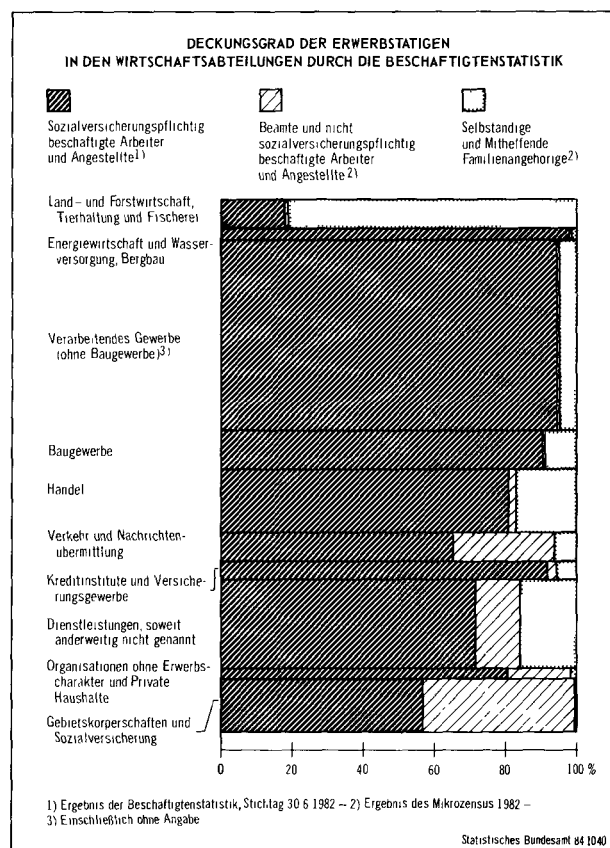 DECKUNGSGRAD DER ERWERBSTATIGEN
IN DEN WIRTSCHAFTSABTEILUNGEN DURCH DIE BESCHAFTIGTENSTATISTIK
Sozialversicherungspflichtig
beschaftigte Arbeiter
und Angestellte 1)
Beamte und nicht
sozialversicherungspflichtig
beschaftigte Arbeiter
und Angestellte 2)
Selbstandige
und Mithelfende
Familienangehorige 2)
Land- und Forstwirtschaft,
Tierhaltung und Fischerei
Energiewirtschaft und Wasser-
versorgung, Bergbau
Verarbeitendes Gewerbe
(ohne Baugewerbe) 3)
Baugewerbe
Handel
Verkehr und Nachrichten-
ubermittlung
Kreditinstitute und Versiche-
rungsgewerbe
Dienstleistungen, soweit
anderweitig nicht genannt
Organisationen ohne Erwerbs-
charakter und Private
Haushalte
Gebietskorperschaften und
Sozialversicherung
0 20 40 60 80 100 %
1) Ergebnis der Beschaftigtenstatistik, Stichtag 30 6 1982 – 2) Ergebnis des Mikrozensus 1982 –
3) Einschließlich ohne Angabe
Statistisches Bundesamt 84 1040